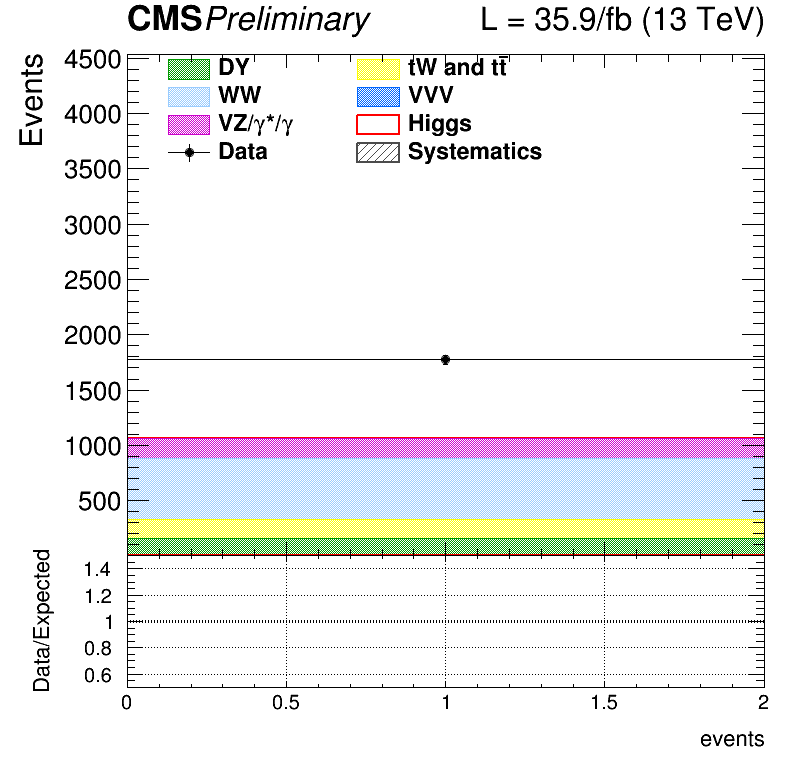 CMS Preliminary L = 35.9/fb (13 TeV)
Events
4500
4000
3500
3000
2500
2000
1500
1000
500
DY tW and tt̅
WW VVV
VZ/γ*/γ Higgs
Data Systematics
Data/Expected
1.4
1.2
1
0.8
0.6
0 0.5 1 1.5 2
events